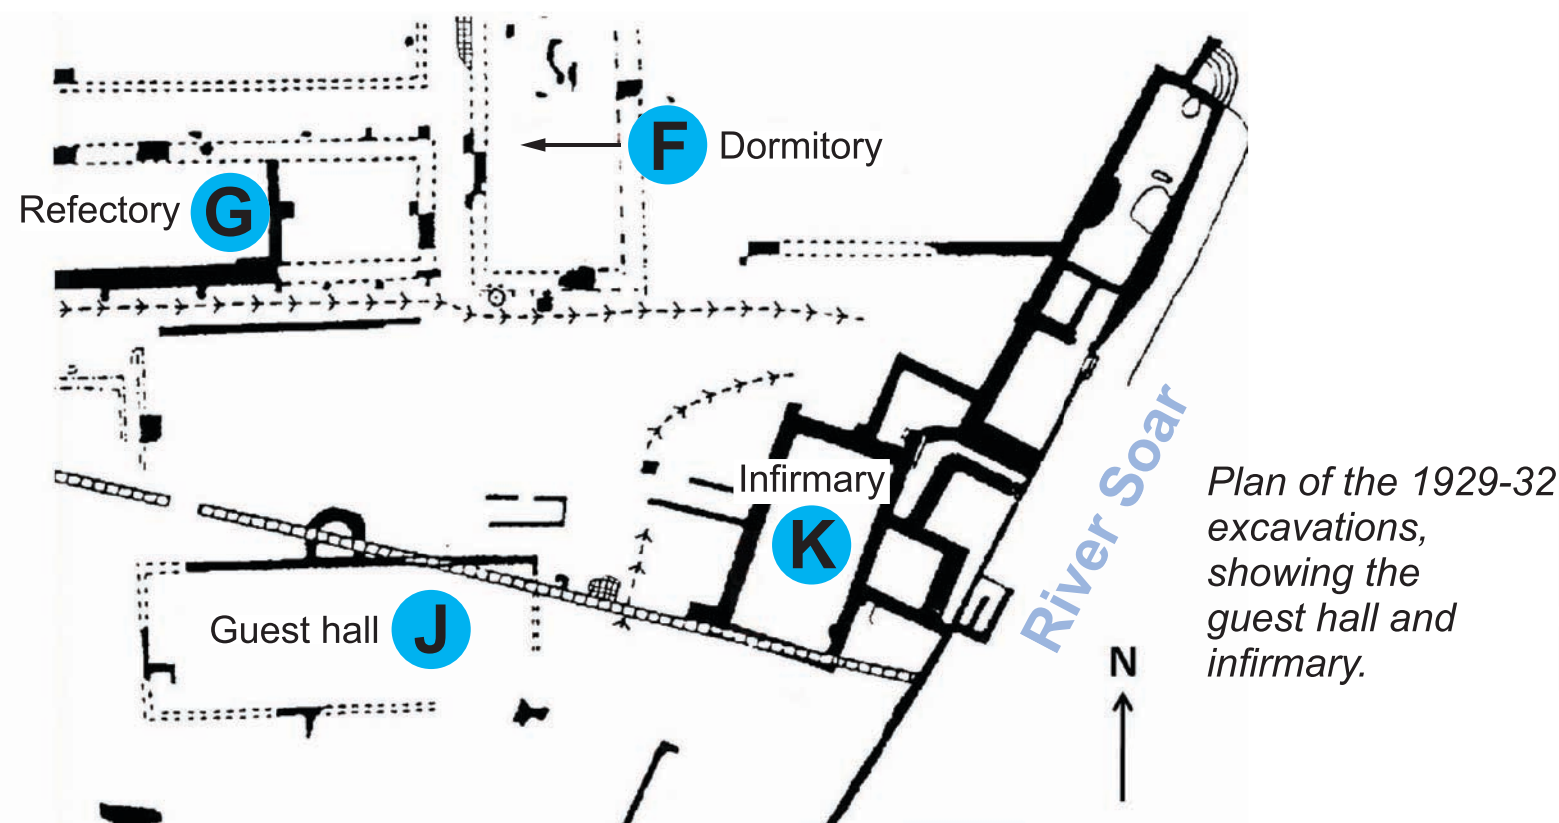 F Dormitory
Refectory G
Infirmary
K
River Soar
Guest hall J
N
Plan of the 1929-32
excavations,
showing the
guest hall and
infirmary.